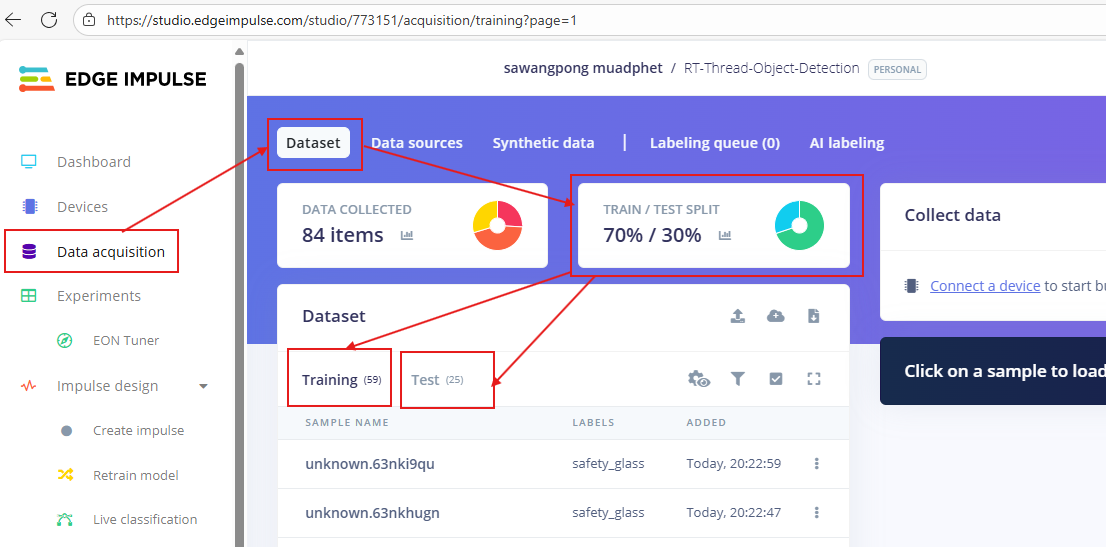 https://studio.edgeimpulse.com/studio/773151/acquisition/training?page=1
EDGE IMPULSE
sawangpong muadphet / RT-Thread-Object-Detection PERSONAL
Dashboard
Devices
Data acquisition
Experiments
EON Tuner
Impulse design
Create impulse
Retrain model
Live classification
Dataset Data sources Synthetic data | Labeling queue (0) AI labeling
DATA COLLECTED
84 items
TRAIN / TEST SPLIT
70% / 30%
Collect data
Connect a device to start bu
Dataset
Training (59) Test (25)
Click on a sample to load
SAMPLE NAME LABELS ADDED
unknown.63nki9qu safety_glass Today, 20:22:59
unknown.63nkhugn safety_glass Today, 20:22:47